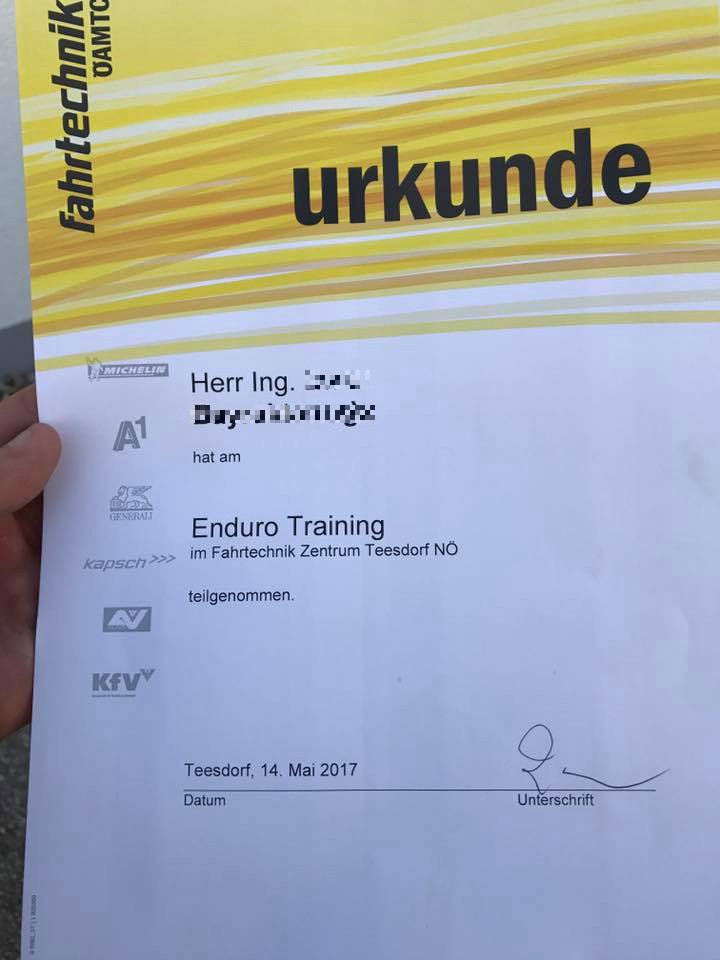 fahrtechnik
ÖAMTC
urkunde
MICHELIN
Herr Ing.
A1
hat am
GENERALI
Enduro Training
im Fahrtechnik Zentrum Teesdorf NÖ
kapsch >>>
teilgenommen.
AV
KfV
Teesdorf, 14. Mai 2017
Datum Unterschrift